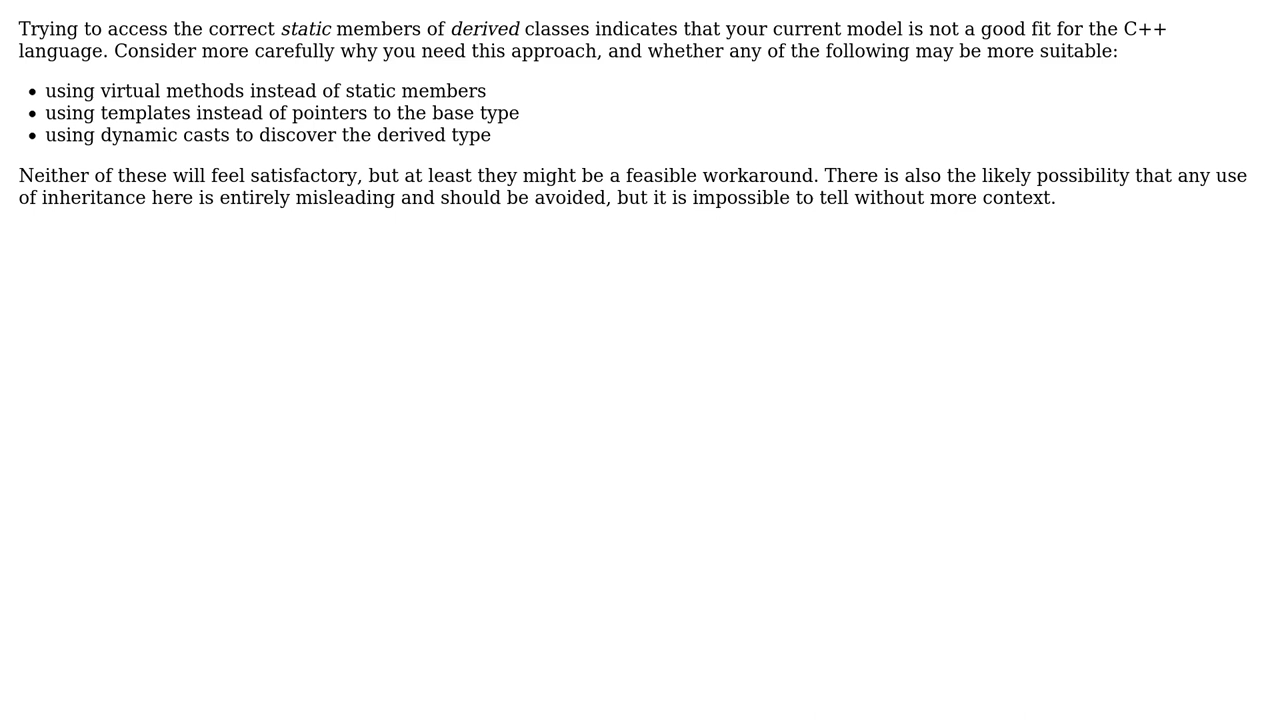 Trying to access the correct static members of derived classes indicates that your current model is not a good fit for the C++
language. Consider more carefully why you need this approach, and whether any of the following may be more suitable:
• using virtual methods instead of static members
• using templates instead of pointers to the base type
• using dynamic casts to discover the derived type
Neither of these will feel satisfactory, but at least they might be a feasible workaround. There is also the likely possibility that any use
of inheritance here is entirely misleading and should be avoided, but it is impossible to tell without more context.